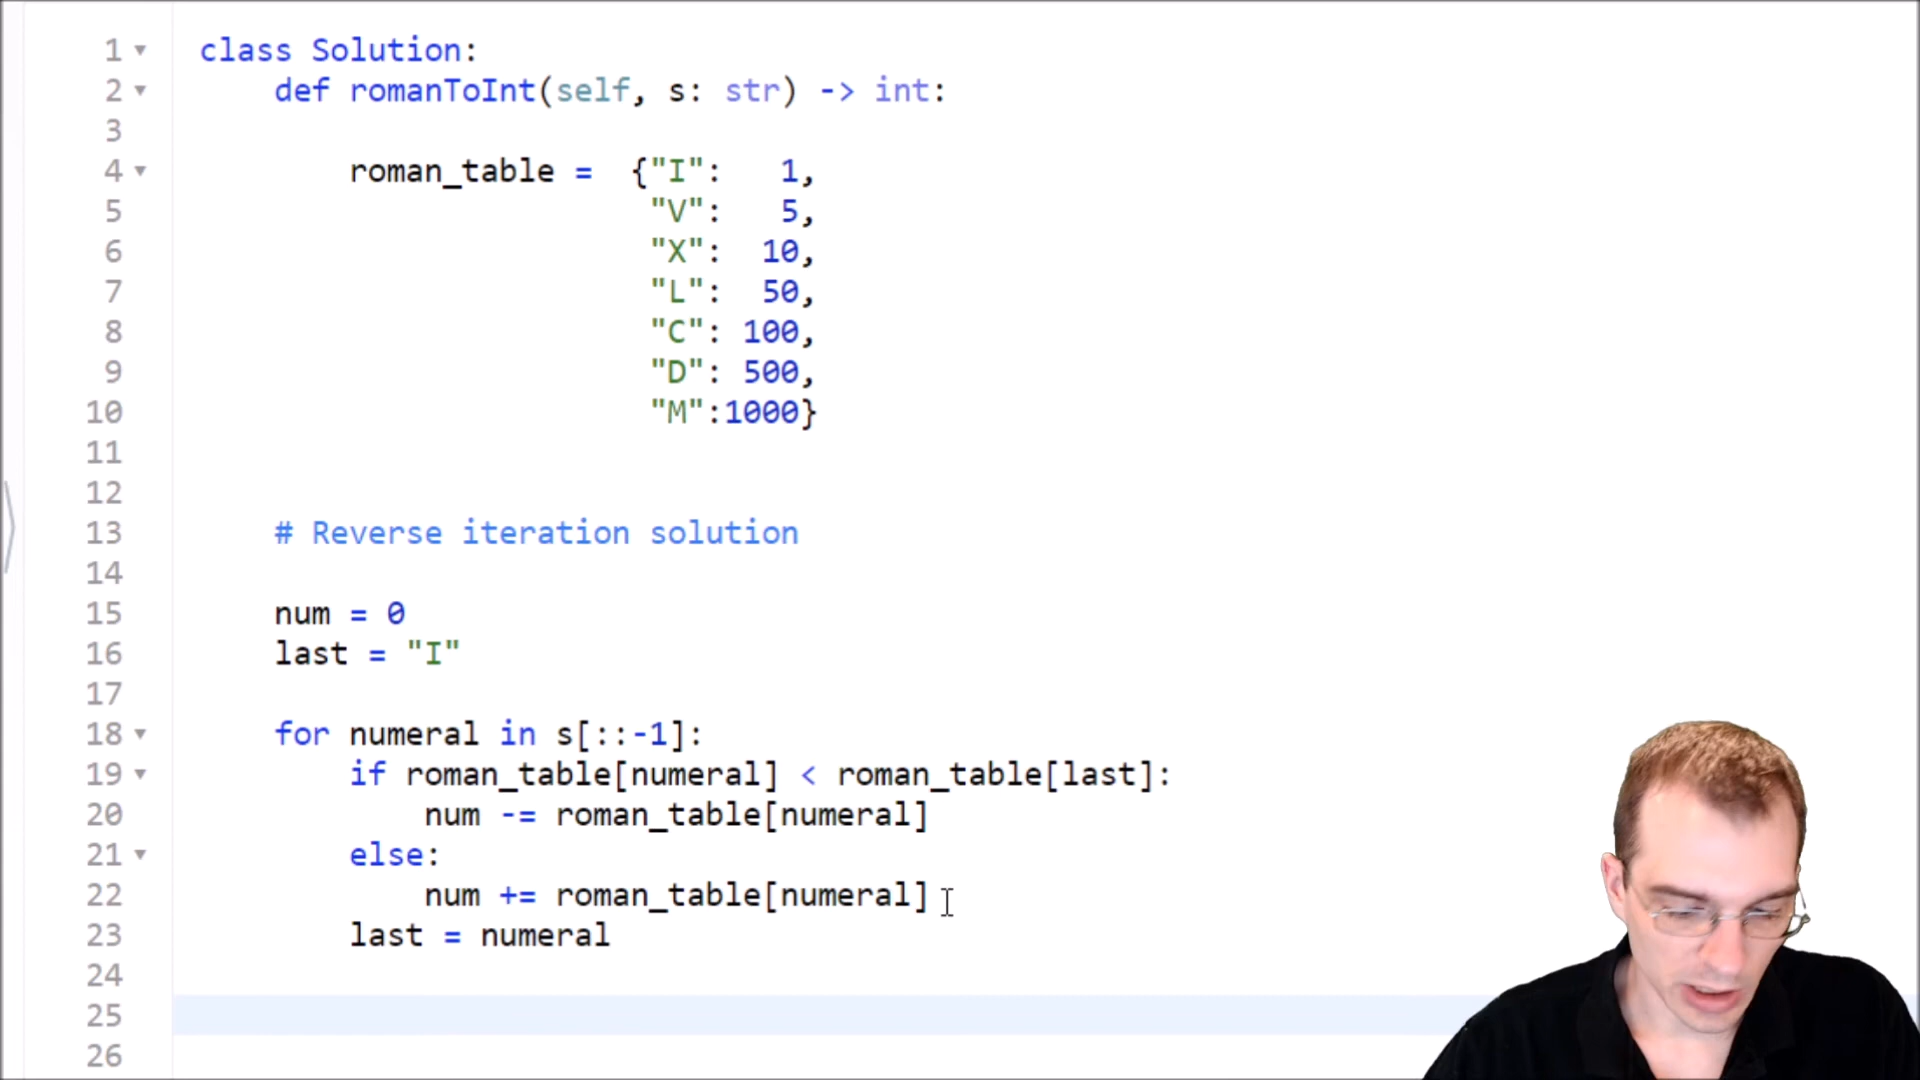 1 class Solution:
2     def romanToInt(self, s: str) -> int:
3
4         roman_table =  {"I":   1,
5                         "V":   5,
6                         "X":  10,
7                         "L":  50,
8                         "C": 100,
9                         "D": 500,
10                         "M":1000}
11
12
13     # Reverse iteration solution
14
15     num = 0
16     last = "I"
17
18     for numeral in s[::-1]:
19         if roman_table[numeral] < roman_table[last]:
20             num -= roman_table[numeral]
21         else:
22             num += roman_table[numeral]
23         last = numeral
24
25
26